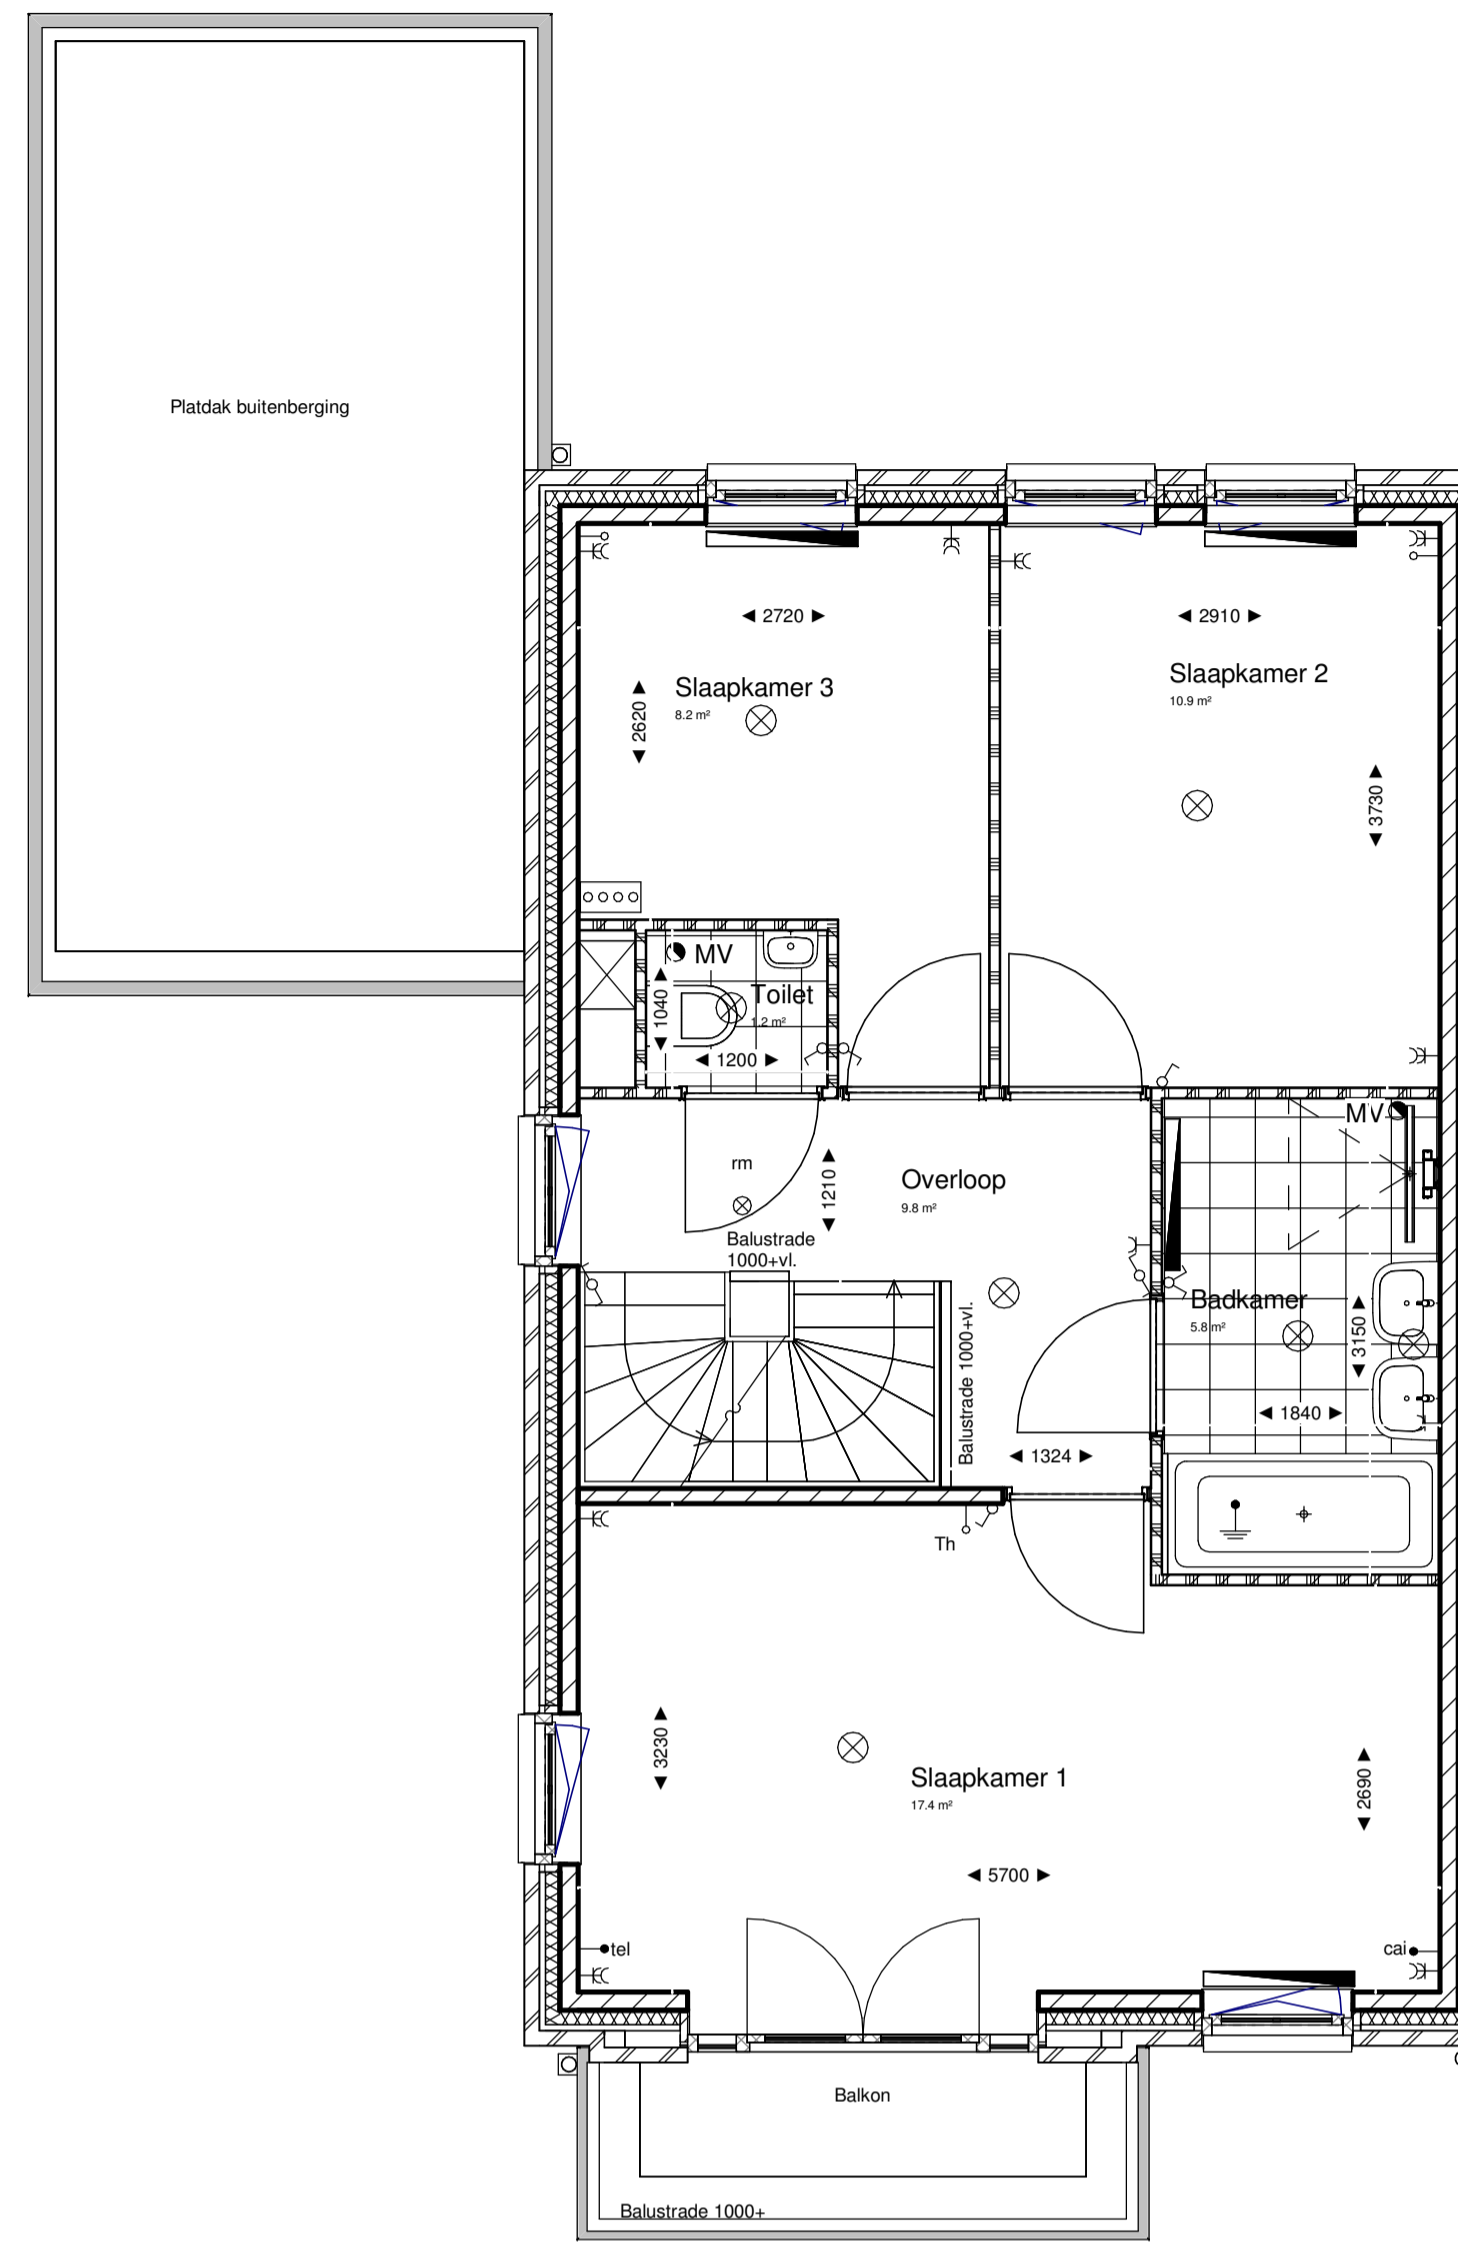 Platdak buitenberging
2720
2910
Slaapkamer 3
8.2 m²
Slaapkamer 2
10.9 m²
2620
3730
MV
Toilet
1.2 m²
1040
1200
MV
rm
1210
Overloop
9.8 m²
Balustrade
1000+vl.
Balustrade 1000+vl.
Badkamer
5.8 m²
3150
1840
1324
Th
3230
Slaapkamer 1
17.4 m²
2690
5700
tel
cai
Balkon
Balustrade 1000+